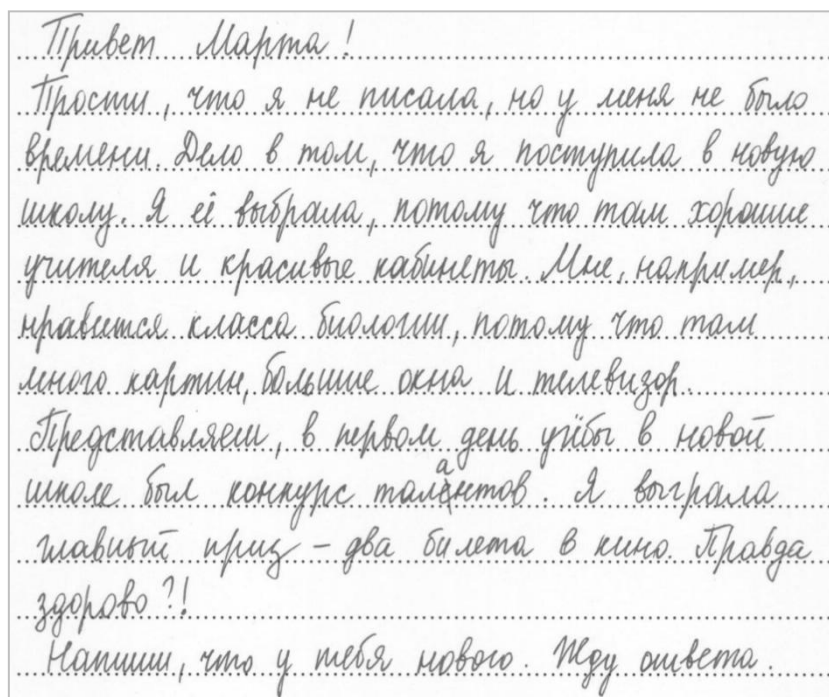 Привет Марта!
Прости, что я не писала, но у меня не было
времени. Дело в том, что я поступила в новую
школу. Я её выбрала, потому что там хорошие
учителя и красивые кабинеты. Мне, например,
нравится класса биологии, потому что там
много картин, большие окна и телевизор.
Представляеш, в первом день учёбы в новой
школе был конкурс талантов. Я выграла
главный приз – два билета в кино. Правда
здорово?!
Напиши, что у тебя нового. Жду ответа.